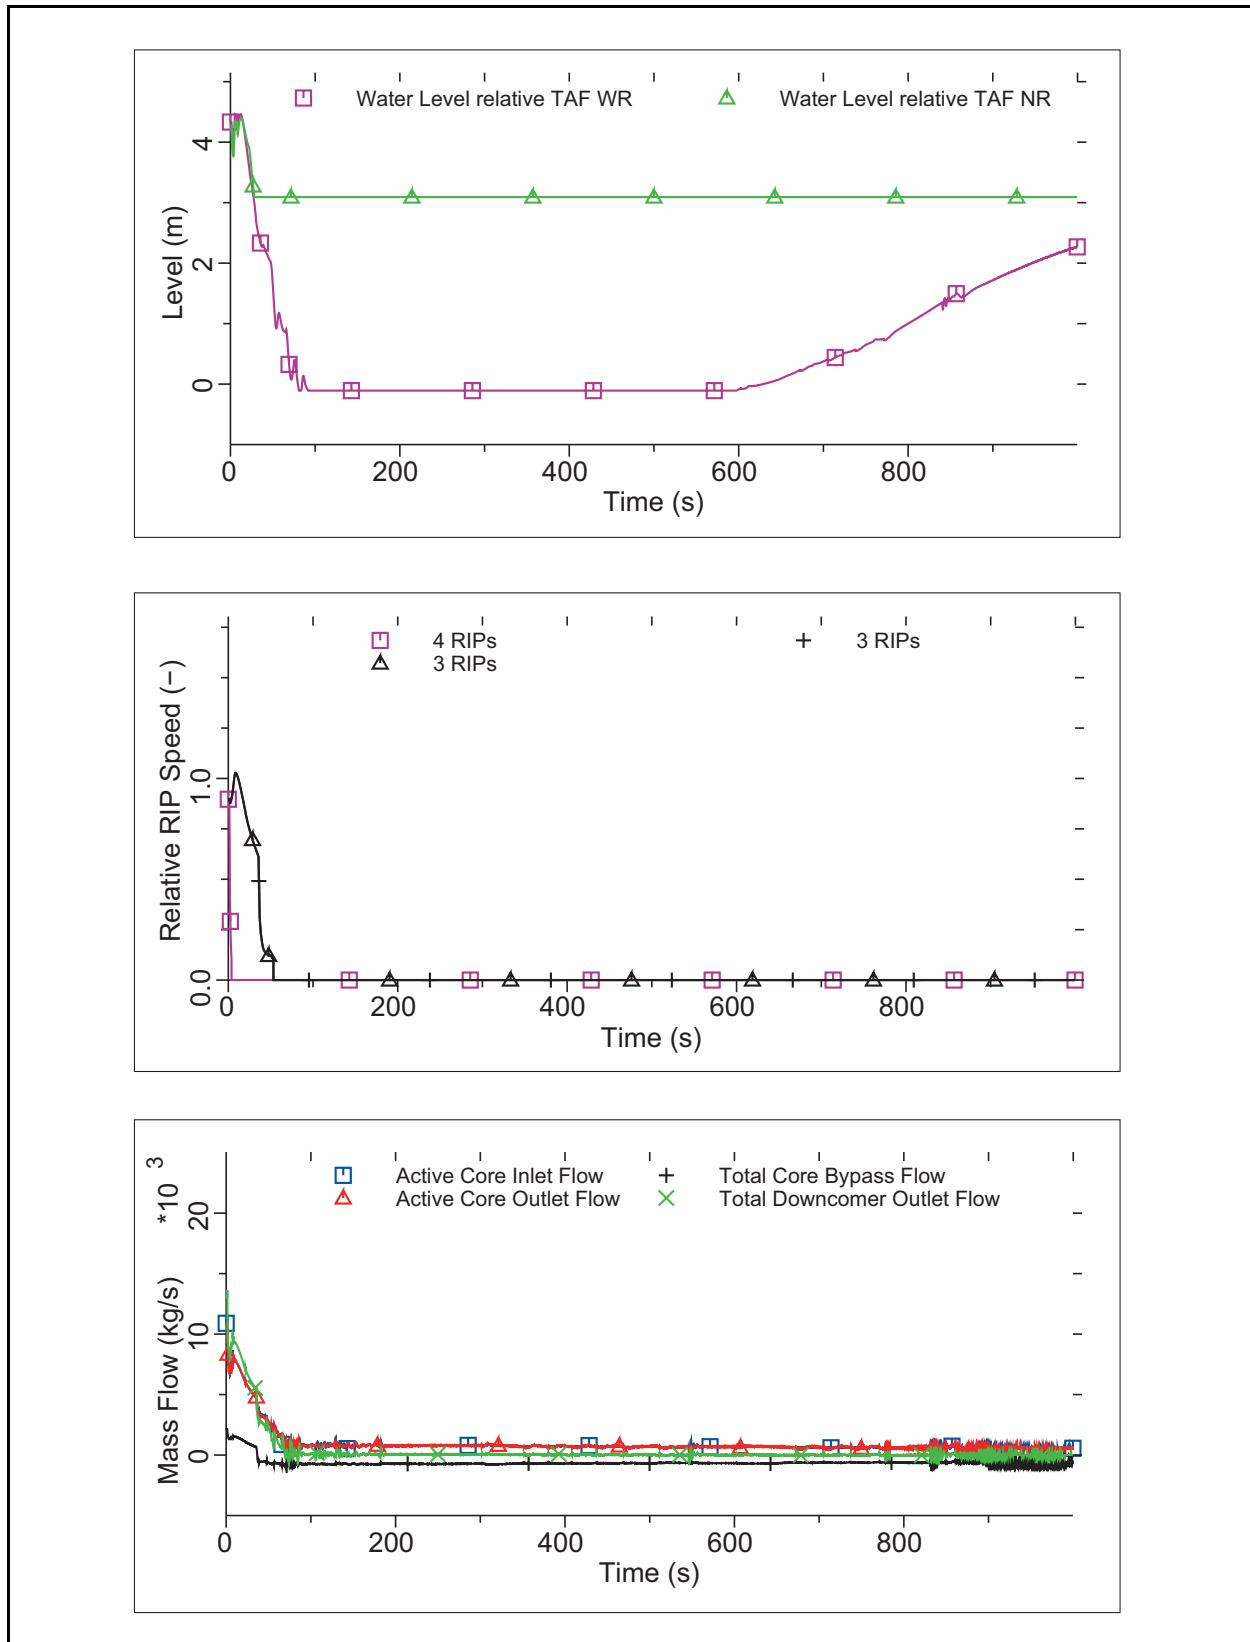 Water Level relative TAF WR
Water Level relative TAF NR
Level (m)
4
2
0
0 200 400 600 800
Time (s)
4 RIPs
3 RIPs
3 RIPs
Relative RIP Speed (−)
1.0
0.0
0 200 400 600 800
Time (s)
Active Core Inlet Flow
Total Core Bypass Flow
Active Core Outlet Flow
Total Downcomer Outlet Flow
Mass Flow (kg/s) *10 3
20
10
0
0 200 400 600 800
Time (s)